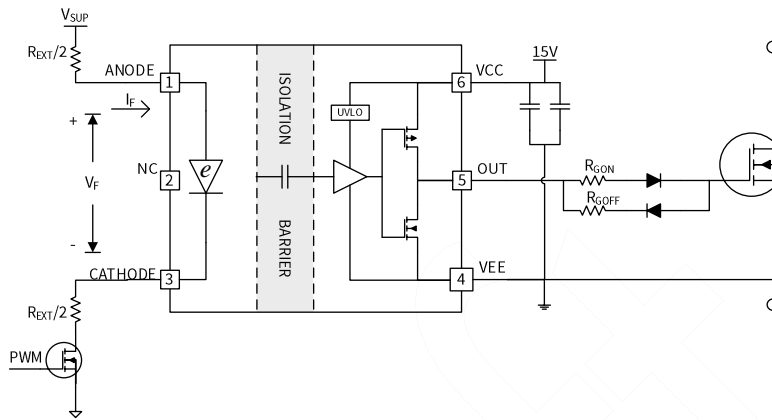 VSUP
REXT/2
ANODE
1
IF
+
VF
-
NC
2
e
CATHODE
3
REXT/2
PWM
ISOLATION
BARRIER
UVLO
6
VCC
15V
5
OUT
RGON
RGOFF
4
VEE